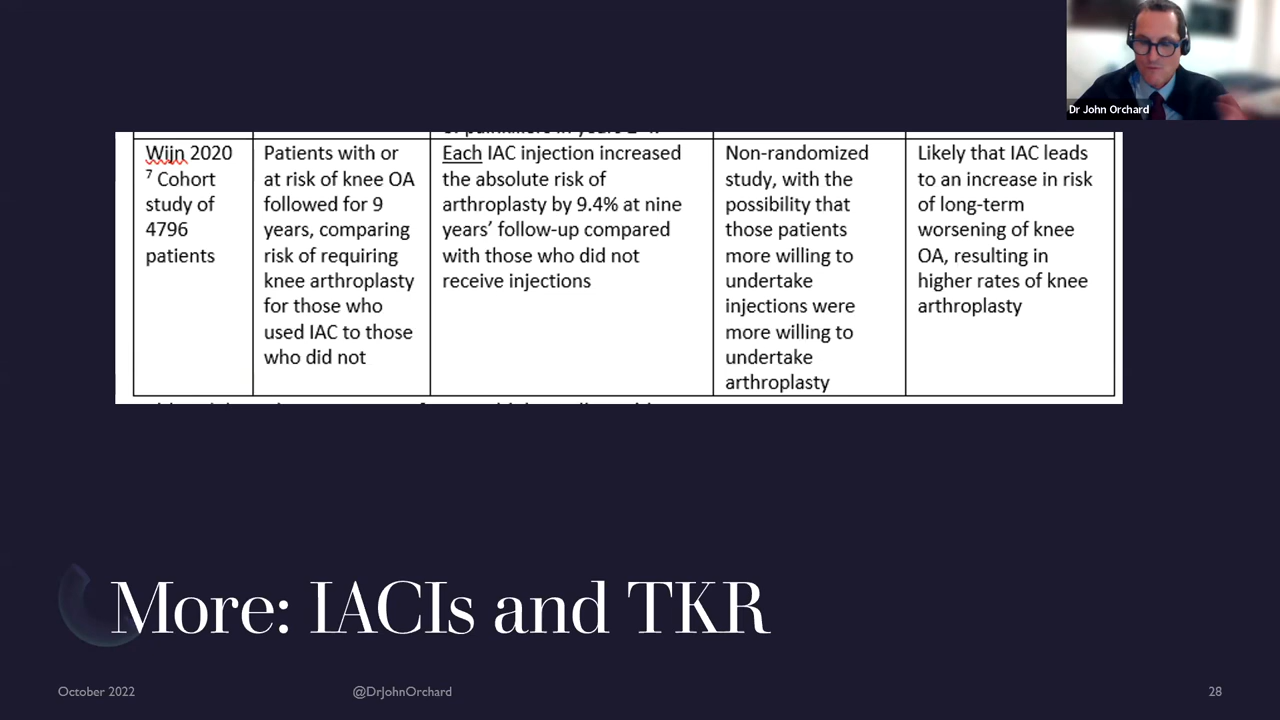 Dr John Orchard
Wijn 2020
7 Cohort
study of
4796
patients
Patients with or
at risk of knee OA
followed for 9
years, comparing
risk of requiring
knee arthroplasty
for those who
used IAC to those
who did not
Each IAC injection increased
the absolute risk of
arthroplasty by 9.4% at nine
years’ follow-up compared
with those who did not
receive injections
Non-randomized
study, with the
possibility that
those patients
more willing to
undertake
injections were
more willing to
undertake
arthroplasty
Likely that IAC leads
to an increase in risk
of long-term
worsening of knee
OA, resulting in
higher rates of knee
arthroplasty
More: IACIs and TKR
October 2022
@DrJohnOrchard
28